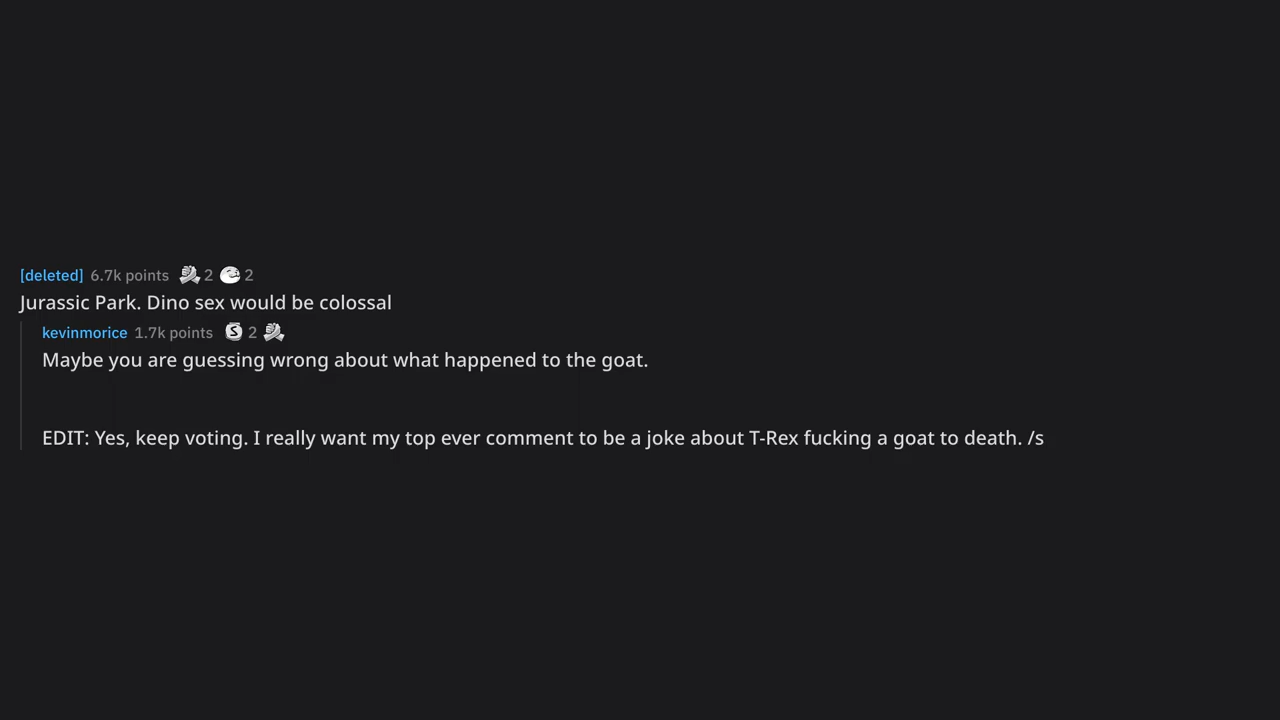 [deleted] 6.7k points 2 2
Jurassic Park. Dino sex would be colossal
kevinmorice 1.7k points S 2
Maybe you are guessing wrong about what happened to the goat.
EDIT: Yes, keep voting. I really want my top ever comment to be a joke about T-Rex fucking a goat to death. /s